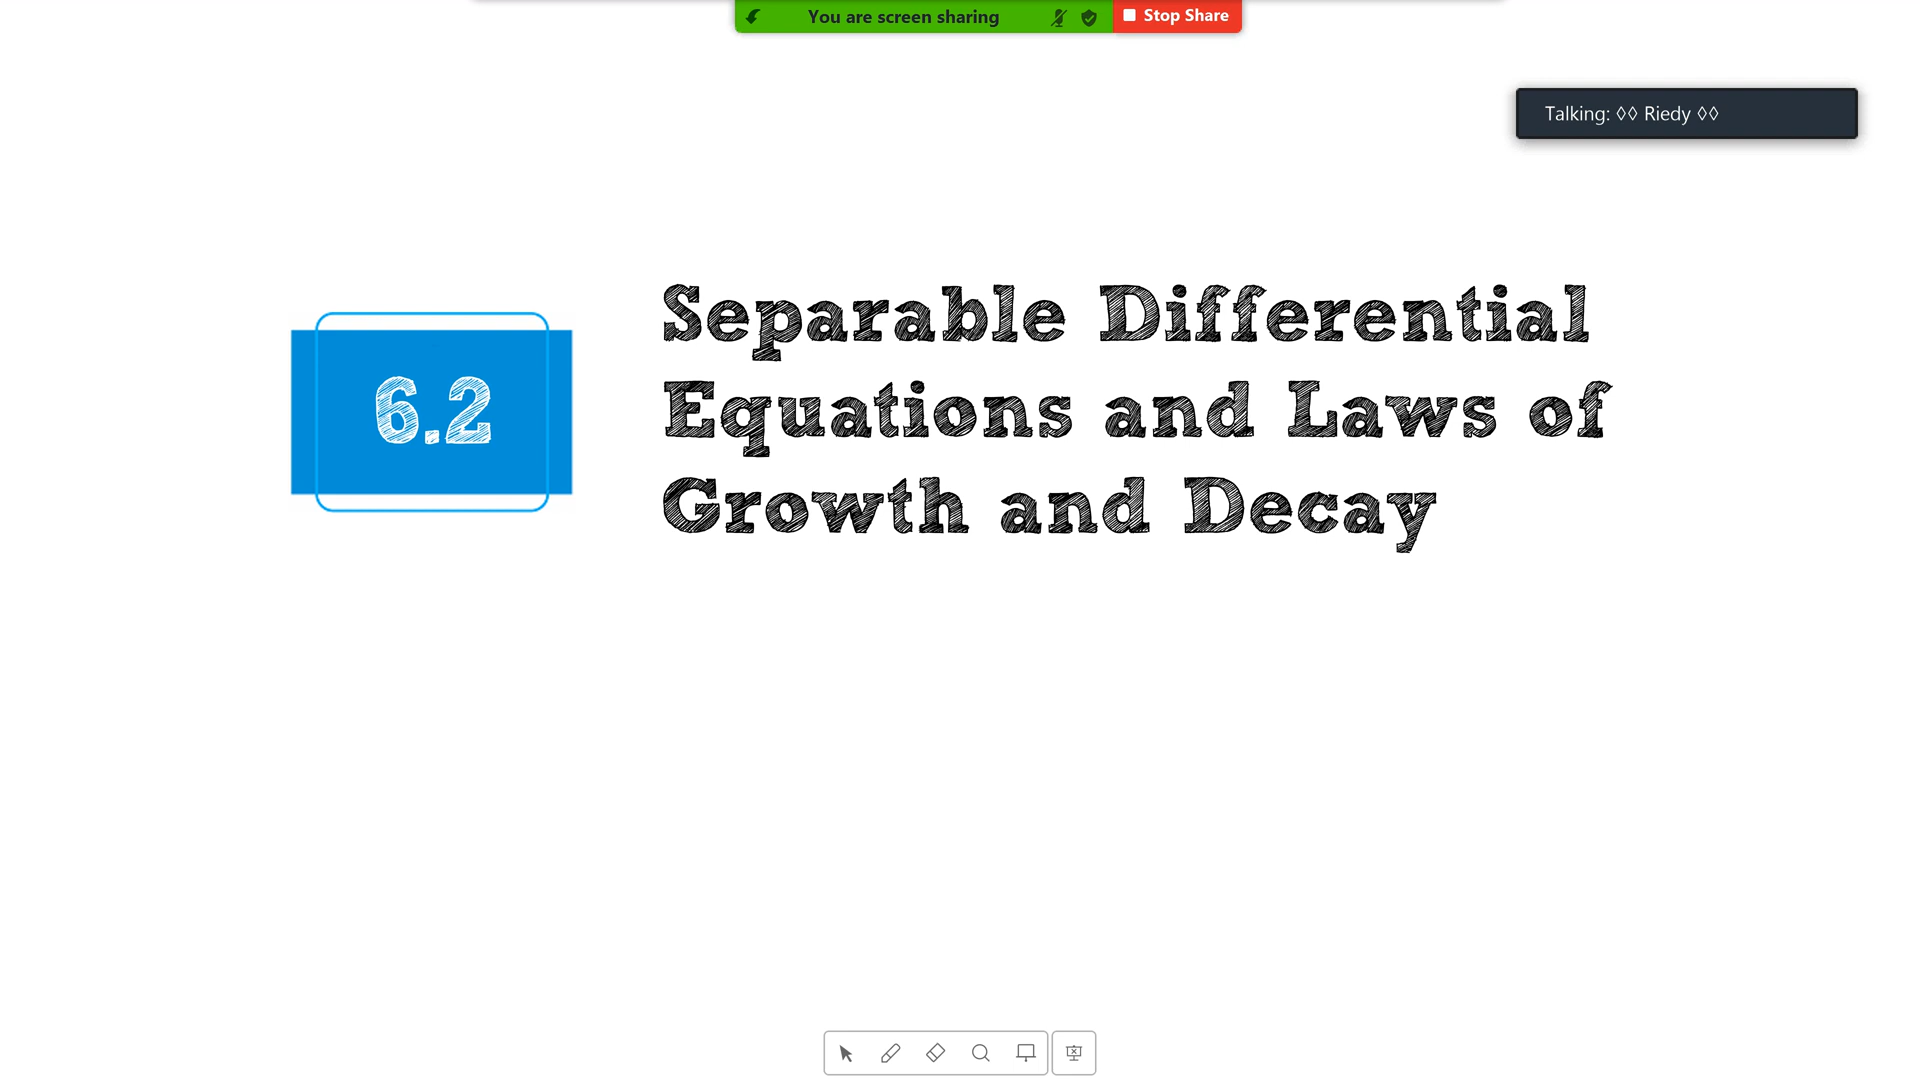 You are screen sharing
Stop Share
Talking: ◊◊ Riedy ◊◊
6.2
Separable Differential
Equations and Laws of
Growth and Decay